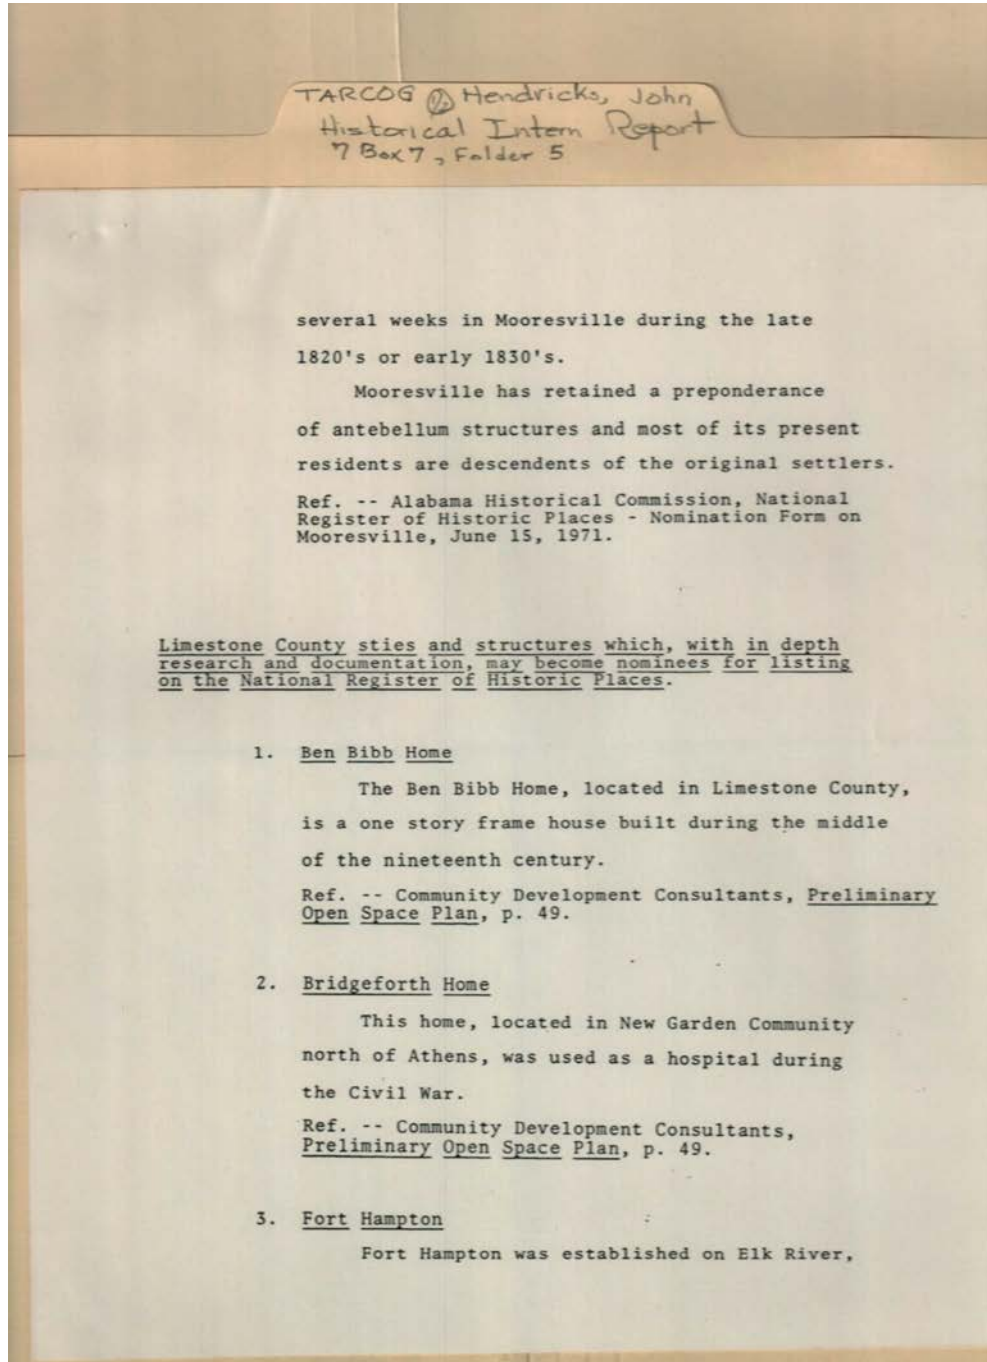 TARCOG Hendricks, John
Historical Intern Report
7 Box 7, Folder 5
several weeks in Mooresville during the late
1820's or early 1830's.
Mooresville has retained a preponderance
of antebellum structures and most of its present
residents are descendents of the original settlers.
Ref. -- Alabama Historical Commission, National
Register of Historic Places - Nomination Form on
Mooresville, June 15, 1971.
Limestone County sties and structures which, with in depth
research and documentation, may become nominees for listing
on the National Register of Historic Places.
1. Ben Bibb Home
The Ben Bibb Home, located in Limestone County,
is a one story frame house built during the middle
of the nineteenth century.
Ref. -- Community Development Consultants, Preliminary
Open Space Plan, p. 49.
2. Bridgeforth Home
This home, located in New Garden Community
north of Athens, was used as a hospital during
the Civil War.
Ref. -- Community Development Consultants,
Preliminary Open Space Plan, p. 49.
3. Fort Hampton
Fort Hampton was established on Elk River,